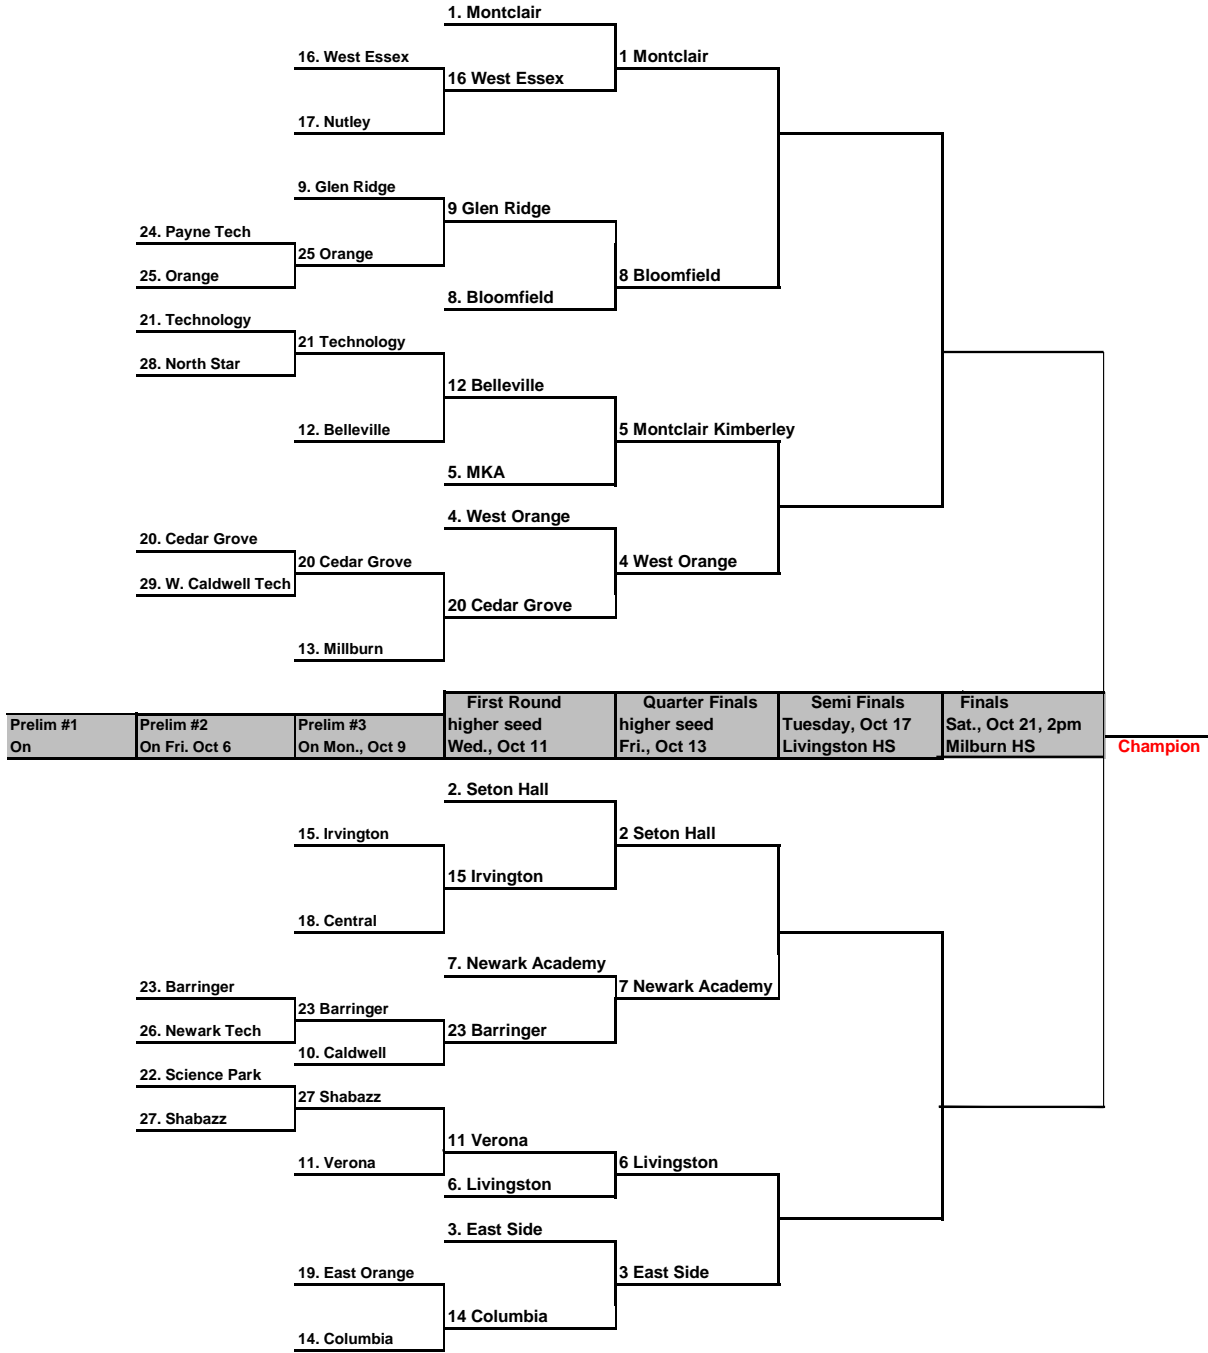 1. Montclair
16. West Essex
1 Montclair
16 West Essex
17. Nutley
9. Glen Ridge
9 Glen Ridge
24. Payne Tech
25 Orange
25. Orange
8 Bloomfield
8. Bloomfield
21. Technology
21 Technology
28. North Star
12 Belleville
12. Belleville
5 Montclair Kimberley
5. MKA
4. West Orange
20. Cedar Grove
20 Cedar Grove
4 West Orange
29. W. Caldwell Tech
20 Cedar Grove
13. Millburn
First Round Quarter Finals Semi Finals Finals
Prelim #1 Prelim #2 Prelim #3 higher seed higher seed Tuesday, Oct 17 Sat., Oct 21, 2pm
On On Fri. Oct 6 On Mon., Oct 9 Wed., Oct 11 Fri., Oct 13 Livingston HS Milburn HS Champion
2. Seton Hall
15. Irvington
2 Seton Hall
15 Irvington
18. Central
7. Newark Academy
23. Barringer
7 Newark Academy
23 Barringer
26. Newark Tech
23 Barringer
10. Caldwell
22. Science Park
27 Shabazz
27. Shabazz
11 Verona
11. Verona
6 Livingston
6. Livingston
3. East Side
19. East Orange
3 East Side
14 Columbia
14. Columbia